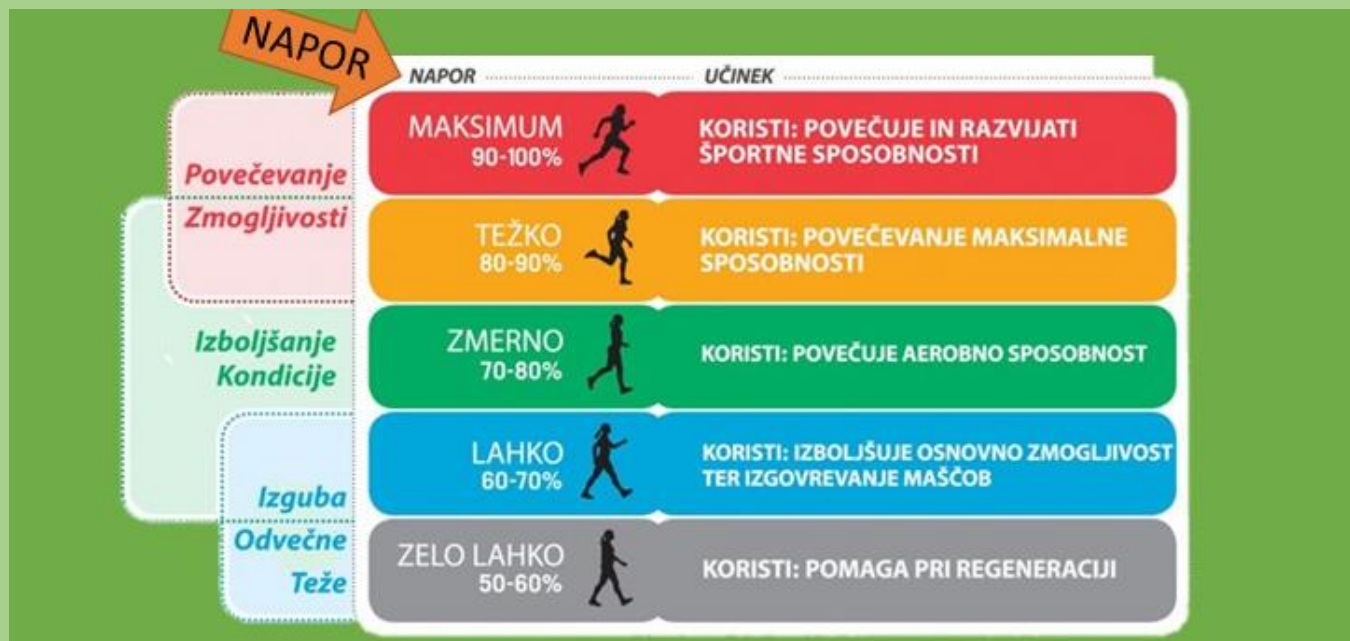 NAPOR
NAPOR
UČINEK
MAKSIMUM
90-100%
KORISTI: POVEČUJE IN RAZVIJATI
ŠPORTNE SPOSOBNOSTI
Povečevanje
Zmogljivosti
TEŽKO
80-90%
KORISTI: POVEČEVANJE MAKSIMALNE
SPOSOBNOSTI
Izboljšanje
Kondicije
ZMERNO
70-80%
KORISTI: POVEČUJE AEROBNO SPOSOBNOST
LAHKO
60-70%
KORISTI: IZBOLJŠUJE OSNOVNO ZMOGLJIVOST
TER IZGOVREVANJE MAŠČOB
Izguba
Odvečne
Teže
ZELO LAHKO
50-60%
KORISTI: POMAGA PRI REGENERACIJI